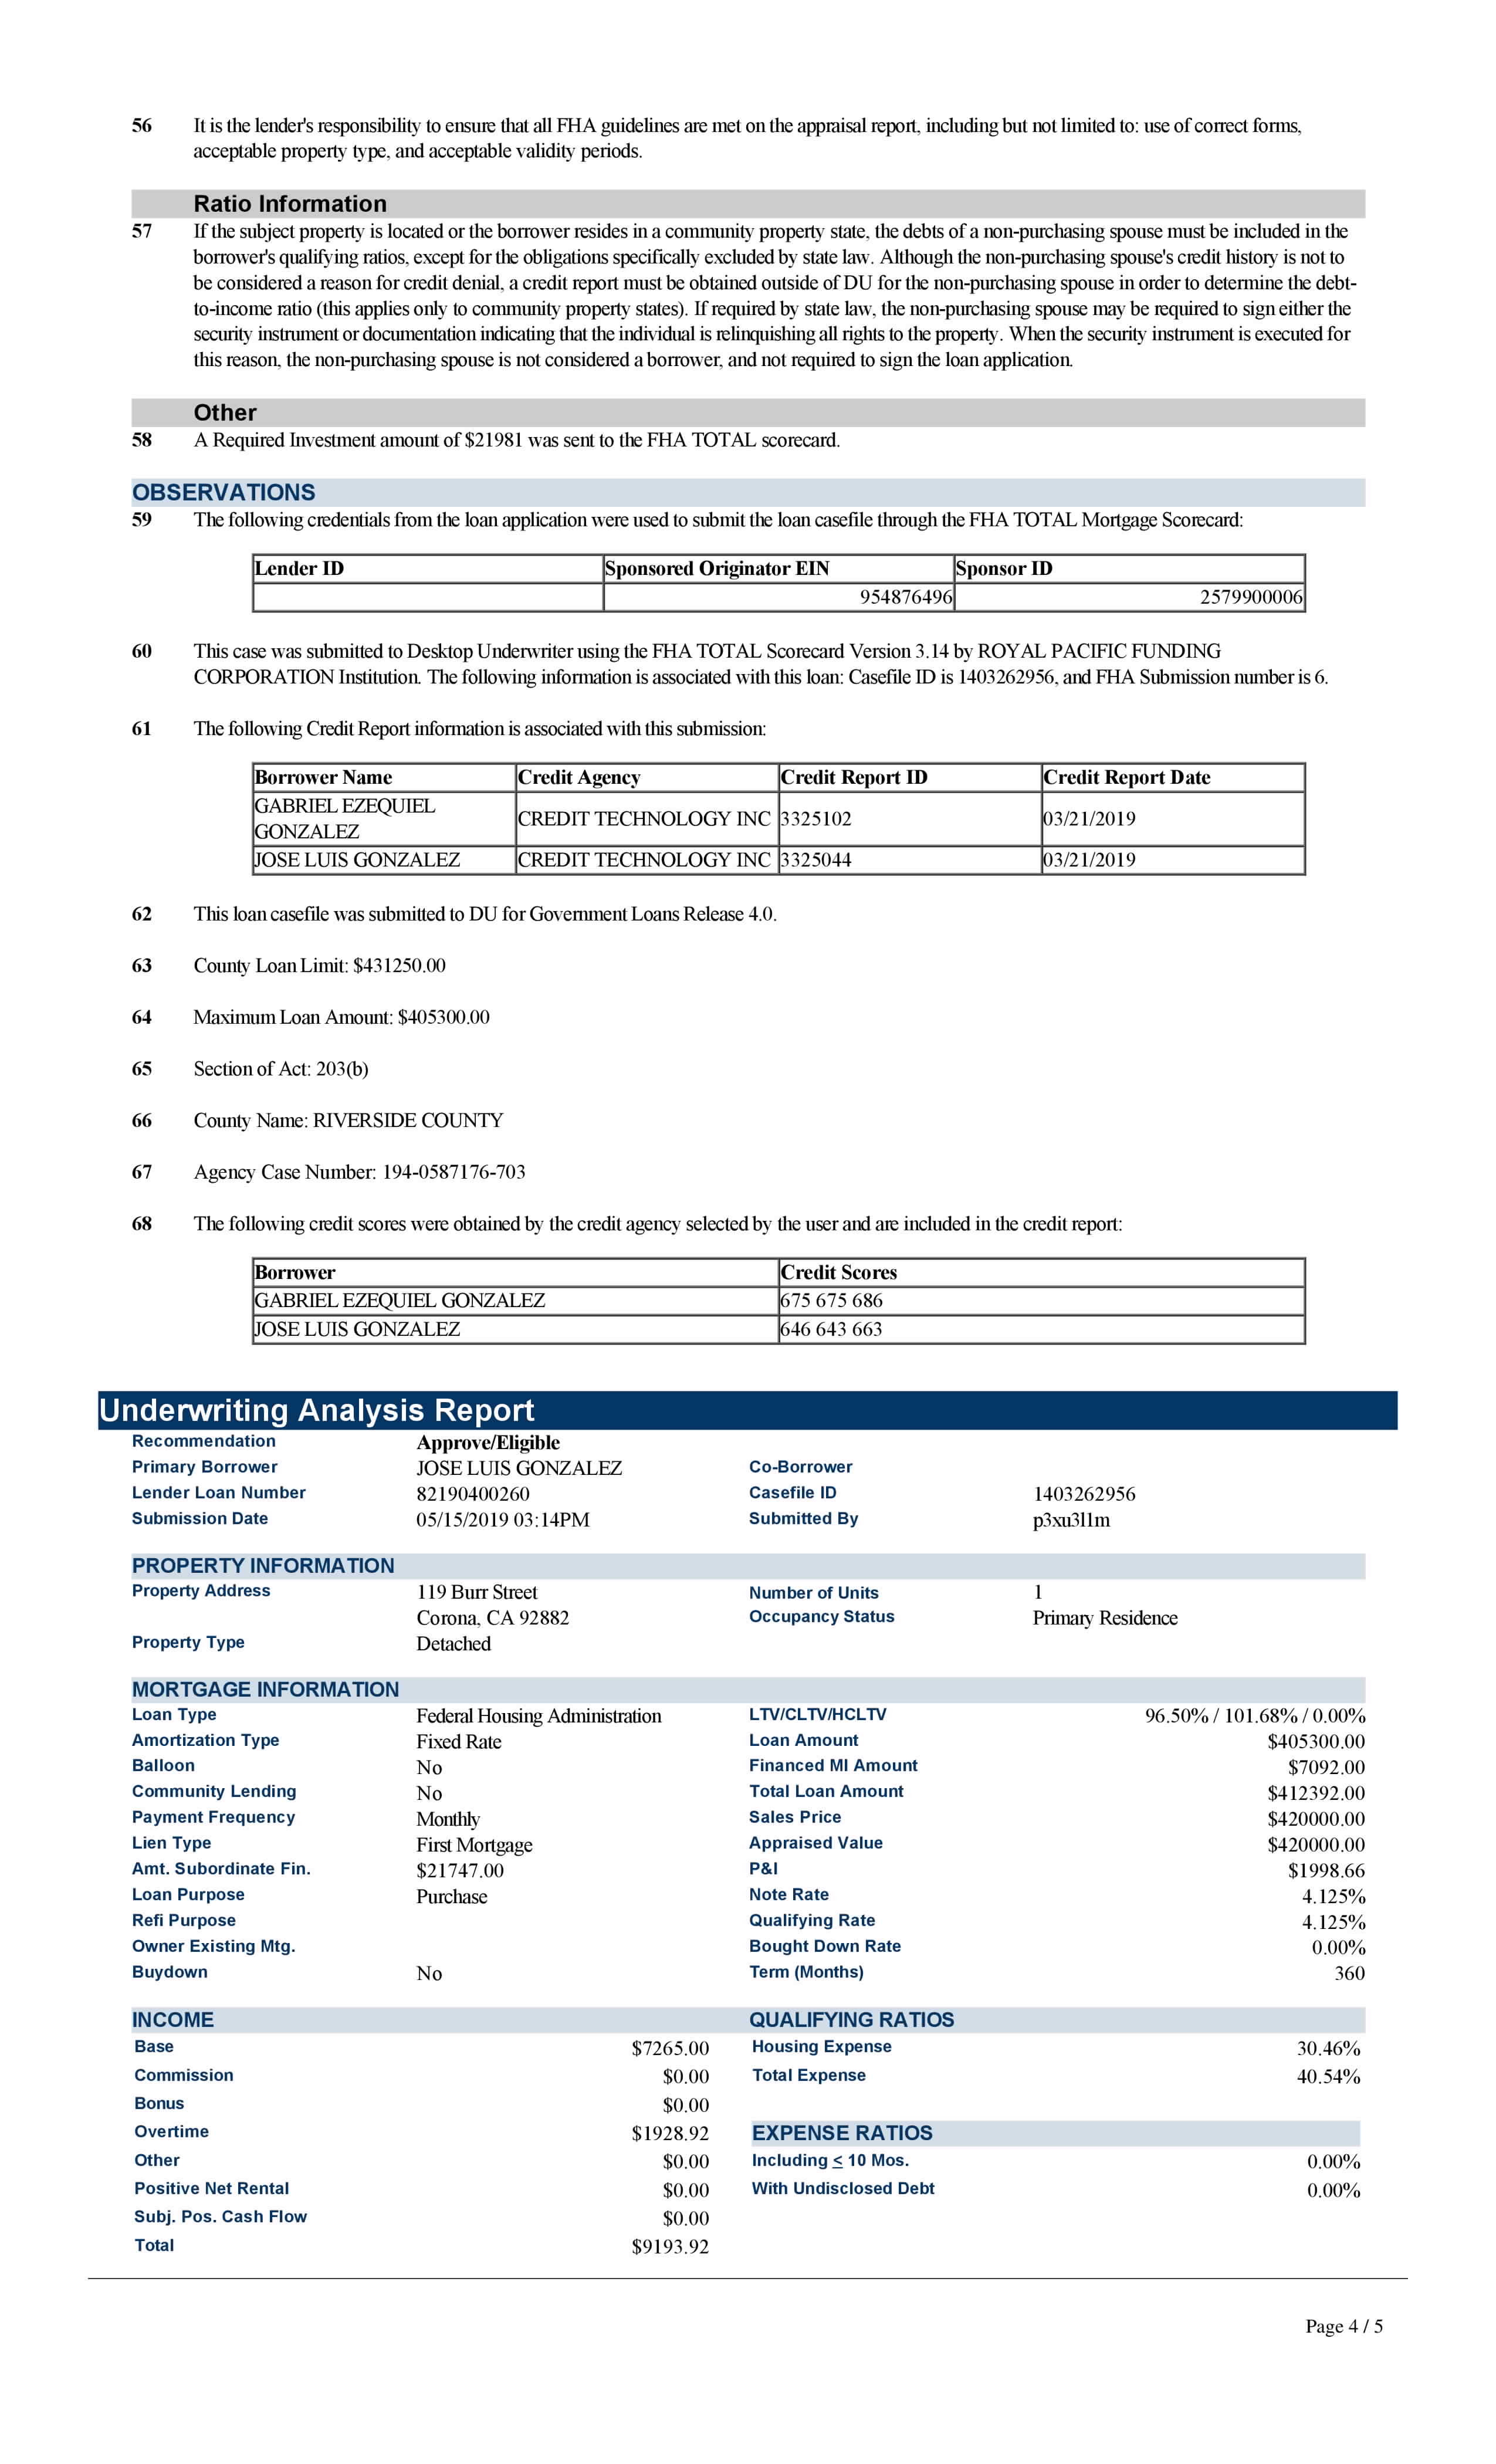 56 It is the lender's responsibility to ensure that all FHA guidelines are met on the appraisal report, including but not limited to: use of correct forms,
acceptable property type, and acceptable validity periods.
Ratio Information
57 If the subject property is located or the borrower resides in a community property state, the debts of a non-purchasing spouse must be included in the
borrower's qualifying ratios, except for the obligations specifically excluded by state law. Although the non-purchasing spouse's credit history is not to
be considered a reason for credit denial, a credit report must be obtained outside of DU for the non-purchasing spouse in order to determine the debt-
to-income ratio (this applies only to community property states). If required by state law, the non-purchasing spouse may be required to sign either the
security instrument or documentation indicating that the individual is relinquishing all rights to the property. When the security instrument is executed for
this reason, the non-purchasing spouse is not considered a borrower, and not required to sign the loan application.
Other
58 A Required Investment amount of $21981 was sent to the FHA TOTAL scorecard.
OBSERVATIONS
59 The following credentials from the loan application were used to submit the loan casefile through the FHA TOTAL Mortgage Scorecard:
Lender ID Sponsored Originator EIN Sponsor ID
954876496 2579900006
60 This case was submitted to Desktop Underwriter using the FHA TOTAL Scorecard Version 3.14 by ROYAL PACIFIC FUNDING
CORPORATION Institution. The following information is associated with this loan: Casefile ID is 1403262956, and FHA Submission number is 6.
61 The following Credit Report information is associated with this submission:
Borrower Name Credit Agency Credit Report ID Credit Report Date
GABRIEL EZEQUIEL
GONZALEZ CREDIT TECHNOLOGY INC 3325102 03/21/2019
JOSE LUIS GONZALEZ CREDIT TECHNOLOGY INC 3325044 03/21/2019
62 This loan casefile was submitted to DU for Government Loans Release 4.0.
63 County Loan Limit: $431250.00
64 Maximum Loan Amount: $405300.00
65 Section of Act: 203(b)
66 County Name: RIVERSIDE COUNTY
67 Agency Case Number: 194-0587176-703
68 The following credit scores were obtained by the credit agency selected by the user and are included in the credit report:
Borrower Credit Scores
GABRIEL EZEQUIEL GONZALEZ 675 675 686
JOSE LUIS GONZALEZ 646 643 663
Underwriting Analysis Report
Recommendation Approve/Eligible
Primary Borrower JOSE LUIS GONZALEZ Co-Borrower
Lender Loan Number 82190400260 Casefile ID 1403262956
Submission Date 05/15/2019 03:14PM Submitted By p3xu3l1m
PROPERTY INFORMATION
Property Address 119 Burr Street Number of Units 1
Corona, CA 92882 Occupancy Status Primary Residence
Property Type Detached
MORTGAGE INFORMATION
Loan Type Federal Housing Administration LTV/CLTV/HCLTV 96.50% / 101.68% / 0.00%
Amortization Type Fixed Rate Loan Amount $405300.00
Balloon No Financed MI Amount $7092.00
Community Lending No Total Loan Amount $412392.00
Payment Frequency Monthly Sales Price $420000.00
Lien Type First Mortgage Appraised Value $420000.00
Amt. Subordinate Fin. $21747.00 P&I $1998.66
Loan Purpose Purchase Note Rate 4.125%
Refi Purpose Qualifying Rate 4.125%
Owner Existing Mtg. Bought Down Rate 0.00%
Buydown No Term (Months) 360
INCOME QUALIFYING RATIOS
Base $7265.00 Housing Expense 30.46%
Commission $0.00 Total Expense 40.54%
Bonus $0.00
Overtime $1928.92 EXPENSE RATIOS
Other $0.00 Including ≤ 10 Mos. 0.00%
Positive Net Rental $0.00 With Undisclosed Debt 0.00%
Subj. Pos. Cash Flow $0.00
Total $9193.92
Page 4 / 5